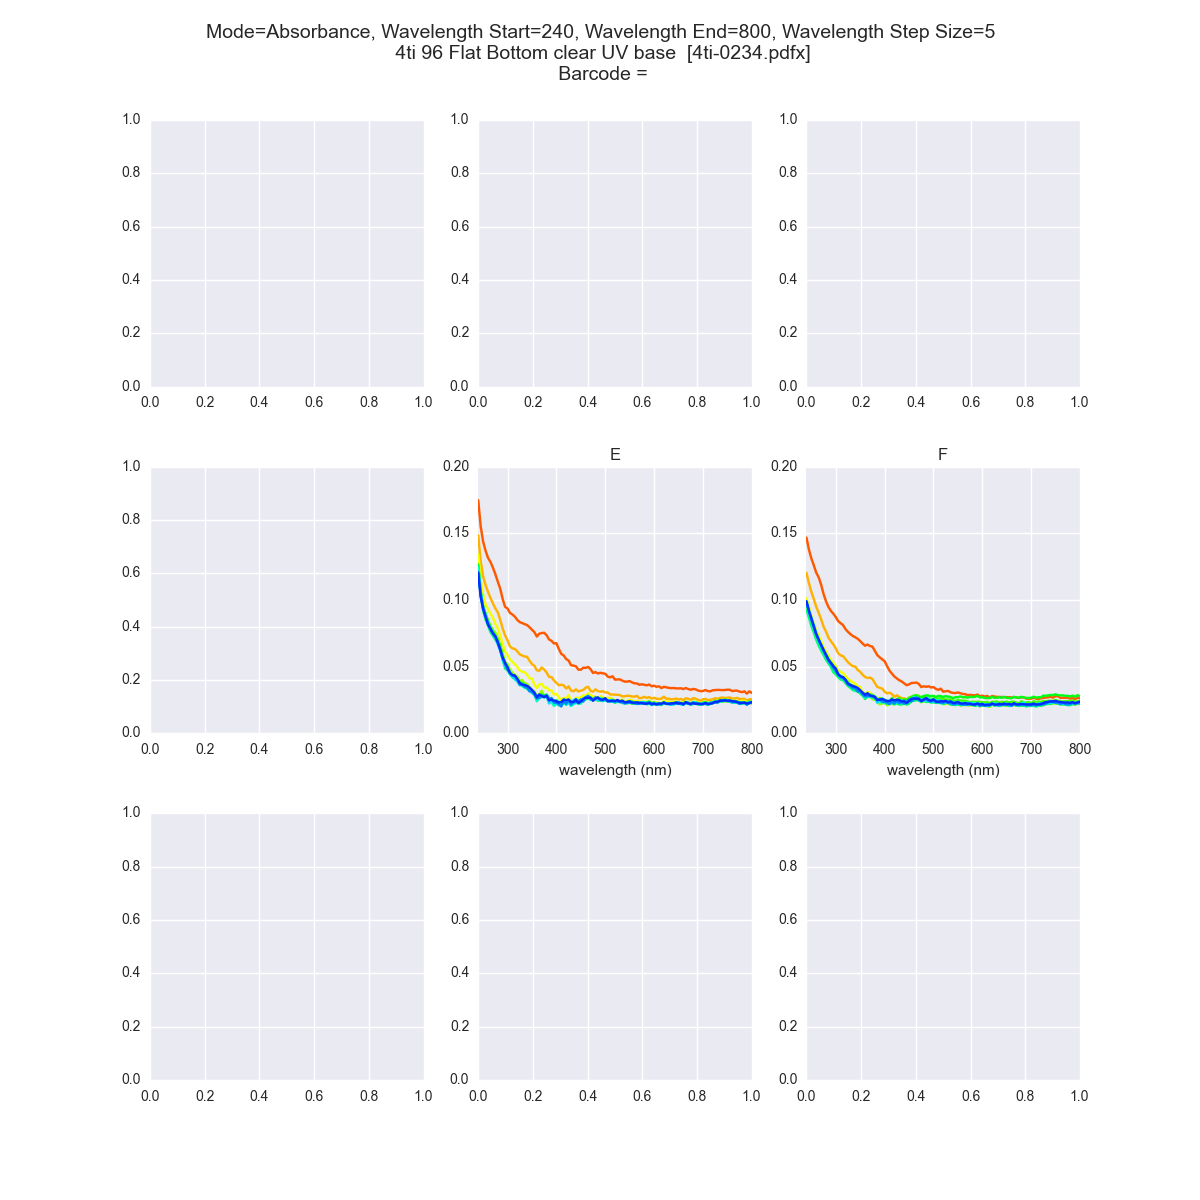 Mode=Absorbance, Wavelength Start=240, Wavelength End=800, Wavelength Step Size=5
4ti 96 Flat Bottom clear UV base  [4ti-0234.pdfx]
Barcode =
1.0 1.0 1.0
0.8 0.8 0.8
0.6 0.6 0.6
0.4 0.4 0.4
0.2 0.2 0.2
0.0 0.0 0.0
0.0 0.2 0.4 0.6 0.8 1.0 0.0 0.2 0.4 0.6 0.8 1.0 0.0 0.2 0.4 0.6 0.8 1.0
E F
1.0
0.8
0.6
0.4
0.2
0.0
0.0 0.2 0.4 0.6 0.8 1.0
0.20
0.15
0.10
0.05
0.00
300 400 500 600 700 800
wavelength (nm)
0.20
0.15
0.10
0.05
0.00
300 400 500 600 700 800
wavelength (nm)
1.0 1.0 1.0
0.8 0.8 0.8
0.6 0.6 0.6
0.4 0.4 0.4
0.2 0.2 0.2
0.0 0.0 0.0
0.0 0.2 0.4 0.6 0.8 1.0 0.0 0.2 0.4 0.6 0.8 1.0 0.0 0.2 0.4 0.6 0.8 1.0